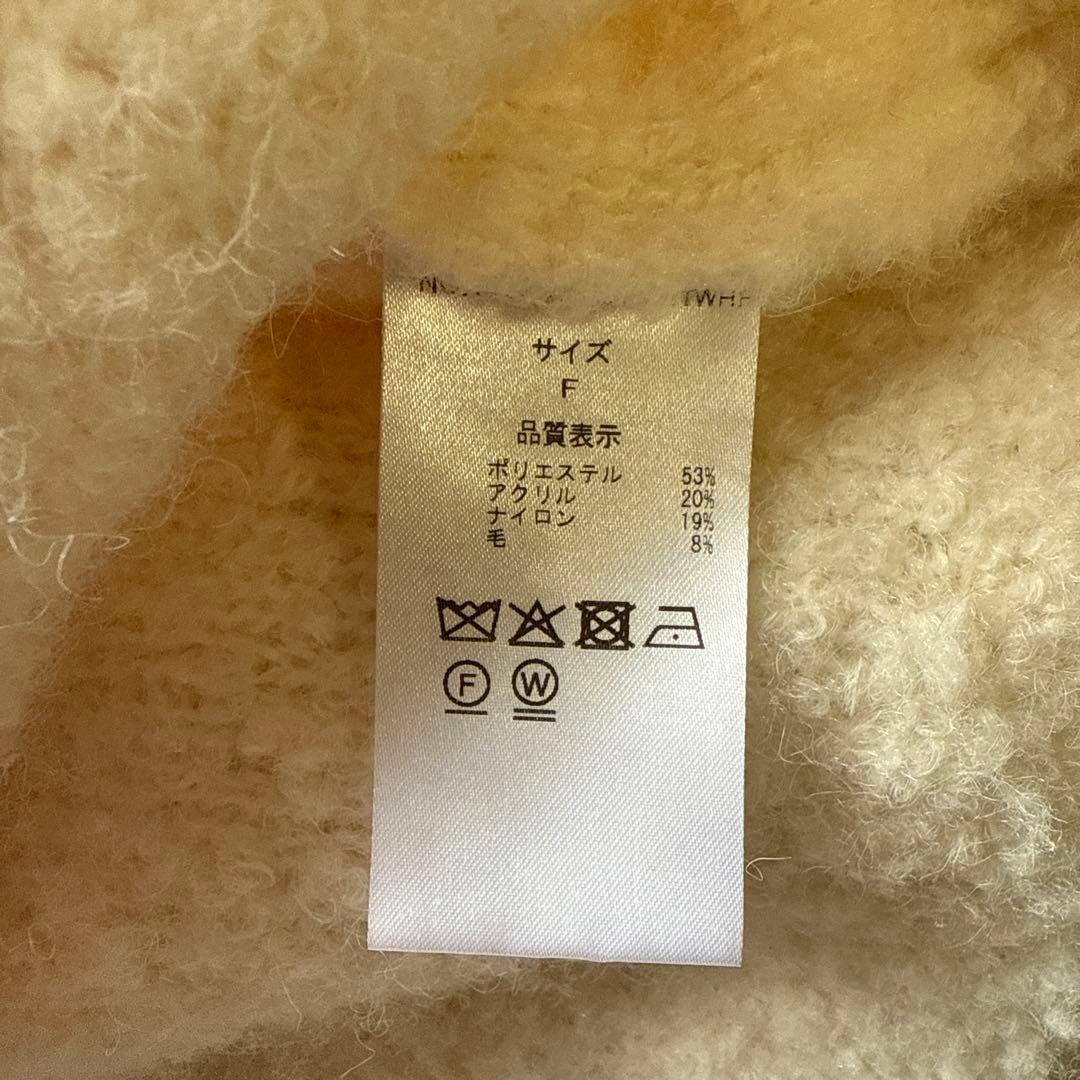 サイズ
F
品質表示
ポリエステル 53%
アクリル 20%
ナイロン 19%
毛 8%
F W